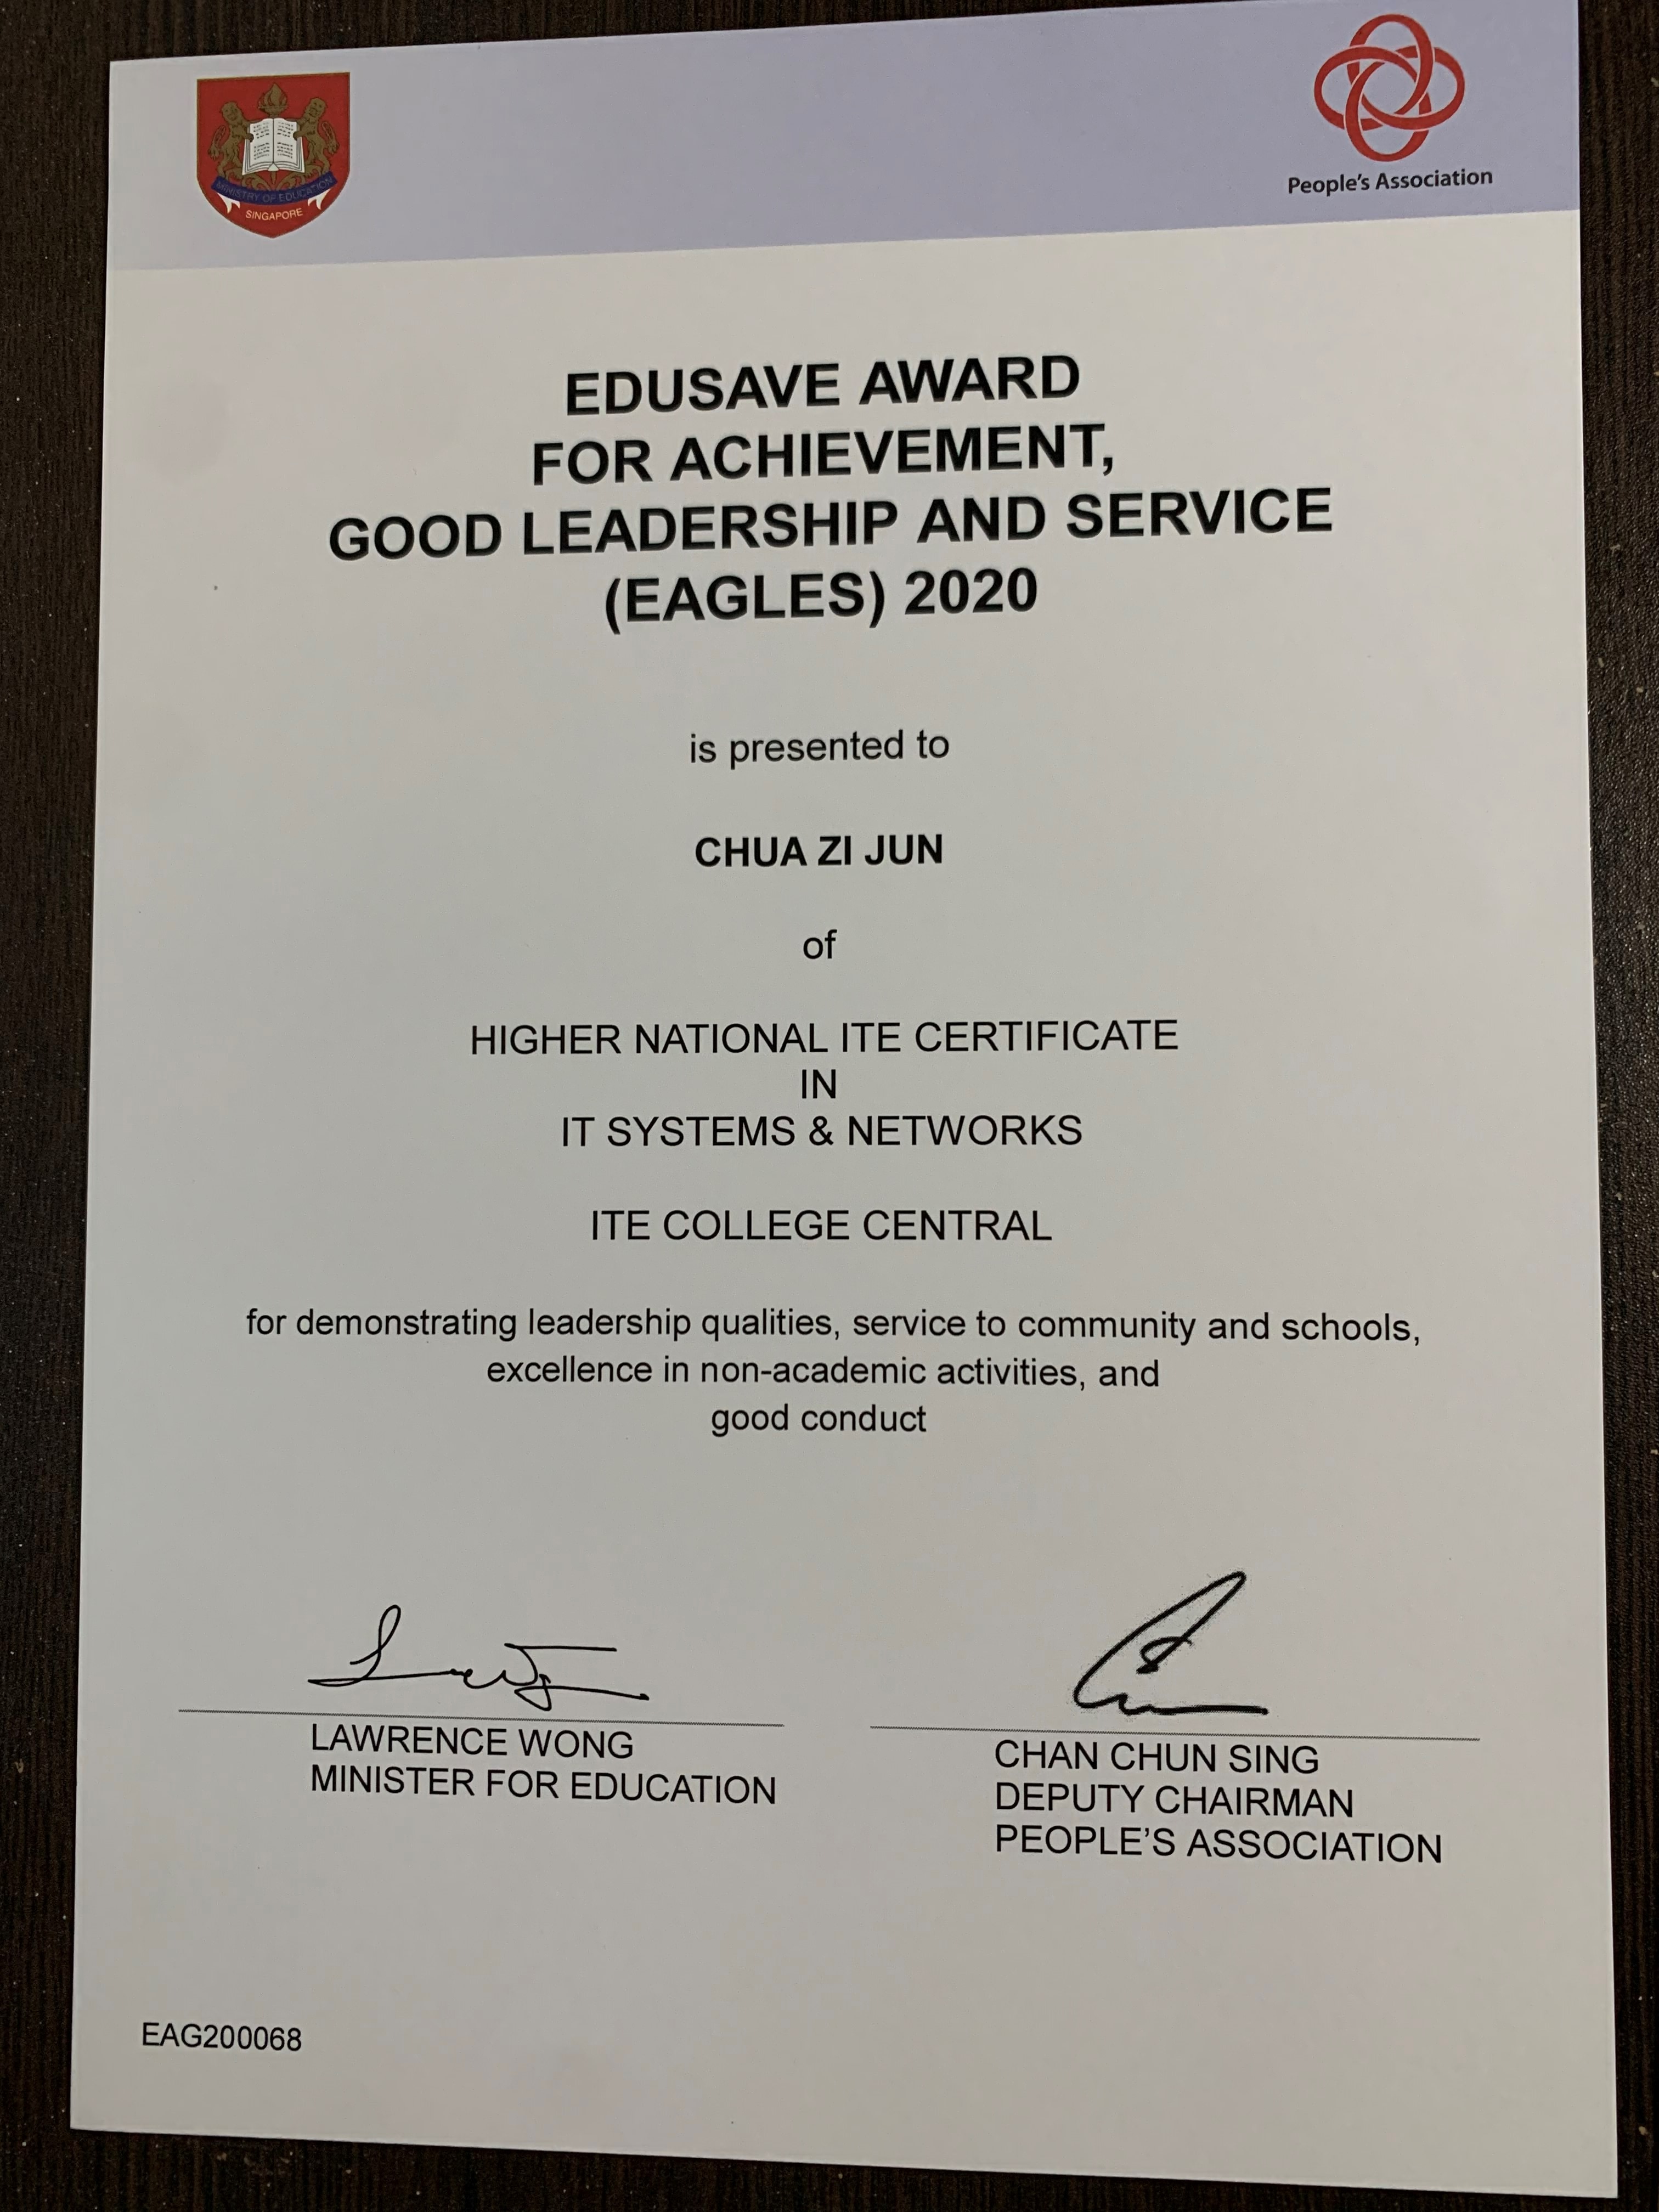 MINISTRY OF EDUCATION
SINGAPORE
People's Association
EDUSAVE AWARD
FOR ACHIEVEMENT,
GOOD LEADERSHIP AND SERVICE
(EAGLES) 2020
is presented to
CHUA ZI JUN
of
HIGHER NATIONAL ITE CERTIFICATE
IN
IT SYSTEMS & NETWORKS
ITE COLLEGE CENTRAL
for demonstrating leadership qualities, service to community and schools,
excellence in non-academic activities, and
good conduct
LAWRENCE WONG
MINISTER FOR EDUCATION
CHAN CHUN SING
DEPUTY CHAIRMAN
PEOPLE'S ASSOCIATION
EAG200068